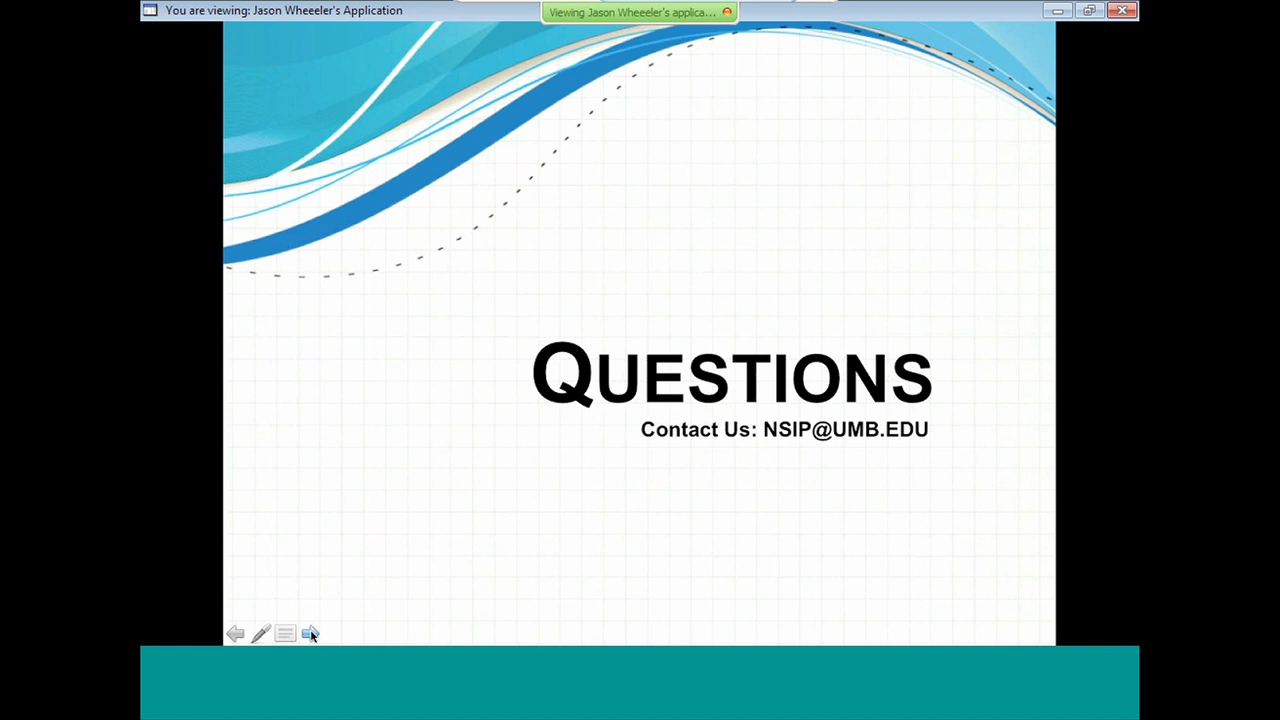 You are viewing: Jason Wheeeler's Application
Viewing Jason Wheeeler's applica...
QUESTIONS
Contact Us: NSIP@UMB.EDU